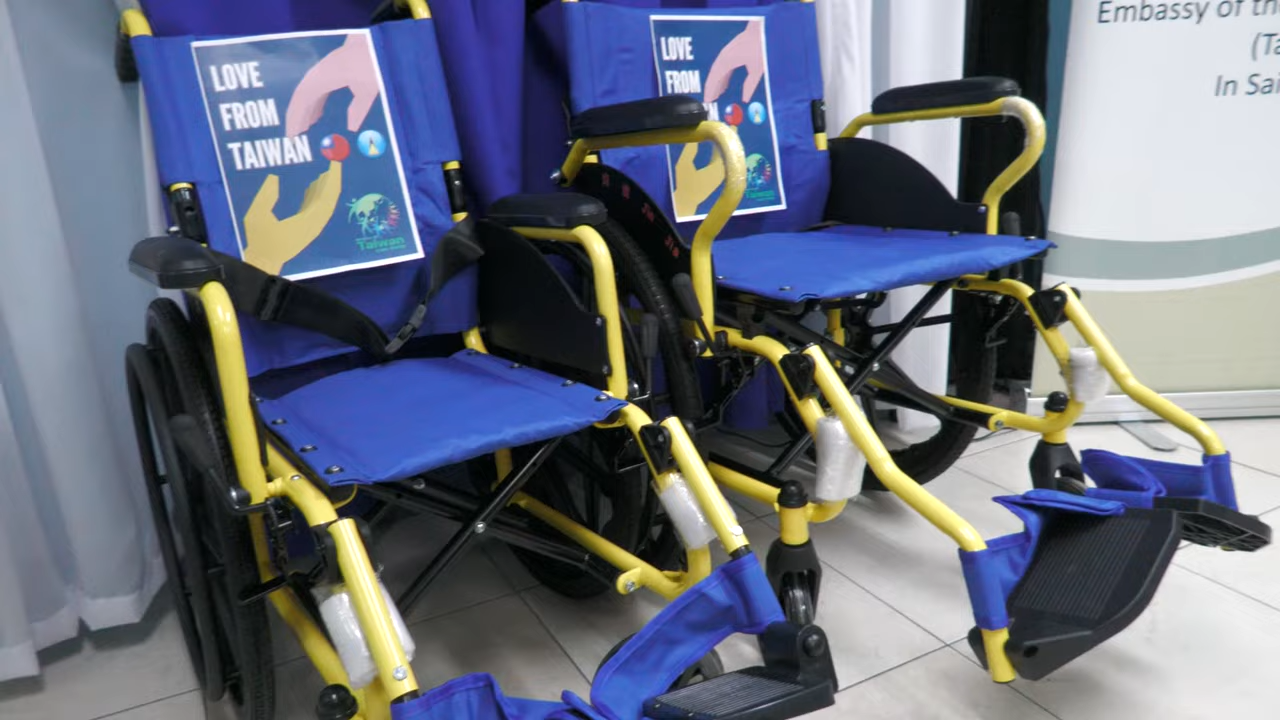 LOVE
FROM
TAIWAN
Taiwan
LOVE
FROM
Embassy of the
In Sai